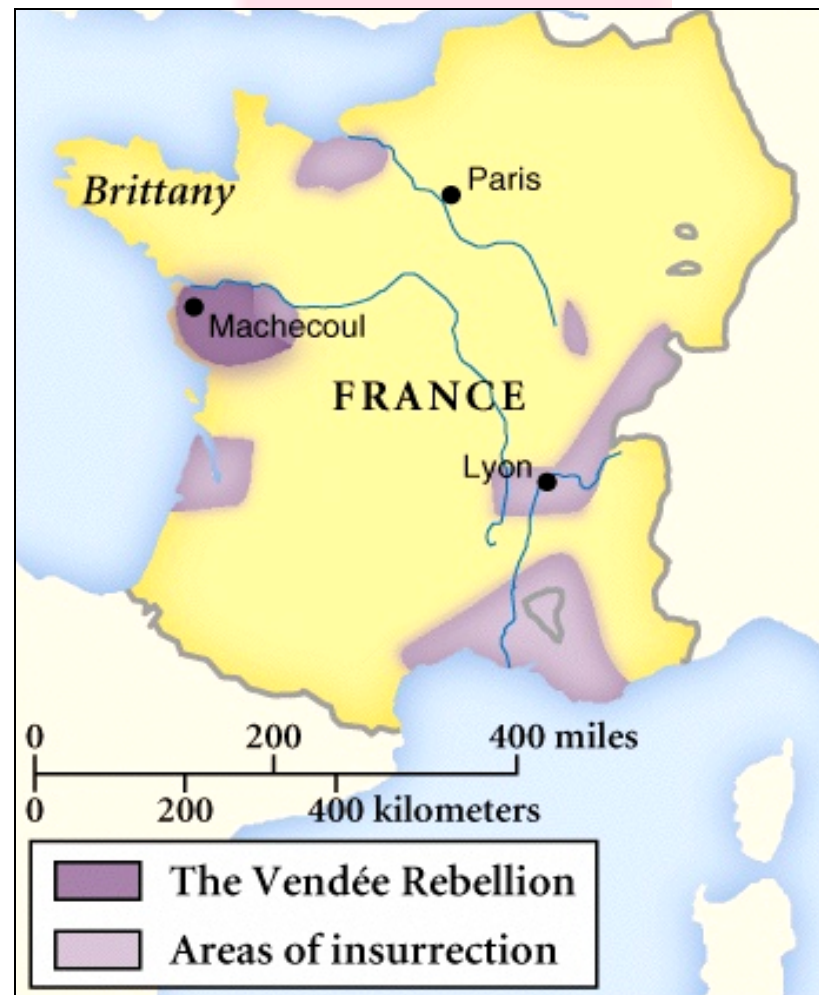 Paris
Brittany
Machecoul
FRANCE
Lyon
0 200 400 miles
0 200 400 kilometers
The Vendée Rebellion
Areas of insurrection